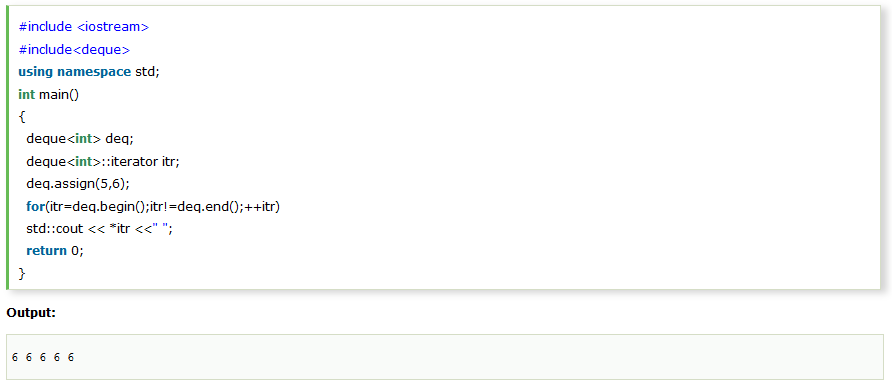 #include <iostream>
#include<deque>
using namespace std;
int main()
{
deque<int> deq;
deque<int>::iterator itr;
deq.assign(5,6);
for(itr=deq.begin();itr!=deq.end();++itr)
std::cout << *itr <<" ";
return 0;
}
Output:
6 6 6 6 6